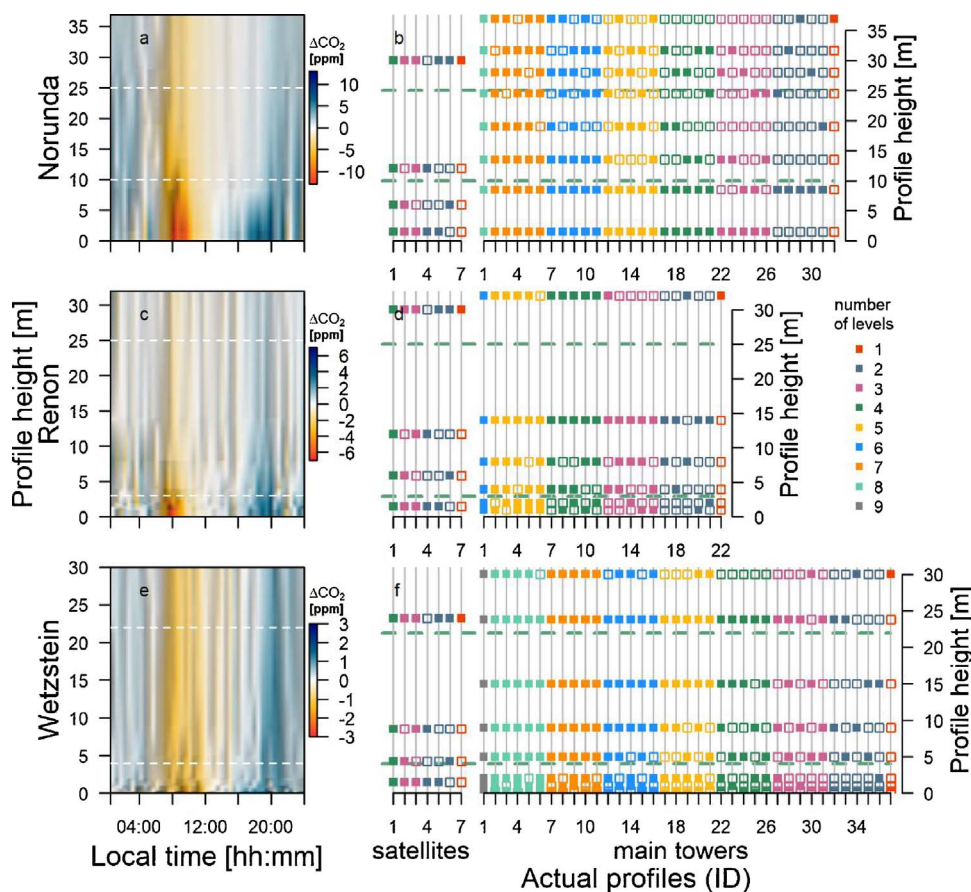 Norunda
35
30
25
20
15
10
5
0
a
ΔCO2
[ppm]
10
5
0
-5
-10
b
1 4 7
1 4 7 10 14 18 22 26 30
35
30
25
20
15
10
5
0
Profile height [m]
Profile height [m]
Renon
30
25
20
15
10
5
0
c
ΔCO2
[ppm]
6
4
2
0
-2
-4
-6
d
1 4 7
1 4 7 10 14 18 22
30
25
20
15
10
5
0
Profile height [m]
number
of levels
1
2
3
4
5
6
7
8
9
Wetzstein
30
25
20
15
10
5
0
e
ΔCO2
[ppm]
3
2
1
0
-1
-2
-3
f
30
25
20
15
10
5
0
Profile height [m]
04:00 12:00 20:00
Local time [hh:mm]
1 4 7
satellites
1 4 7 10 14 18 22 26 30 34
main towers
Actual profiles (ID)